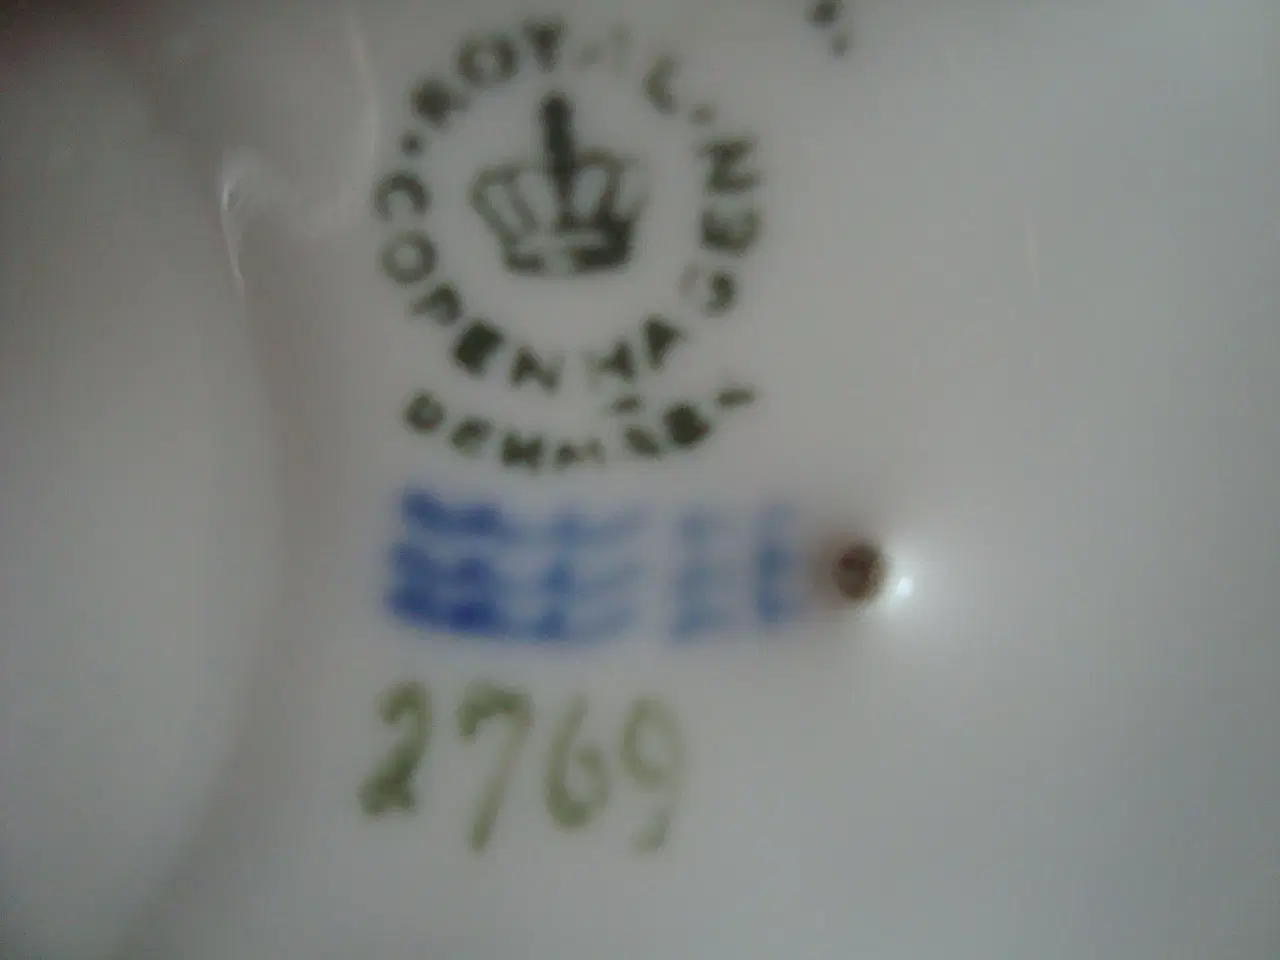 ROYAL
COPENHAGEN
DENMARK
2769